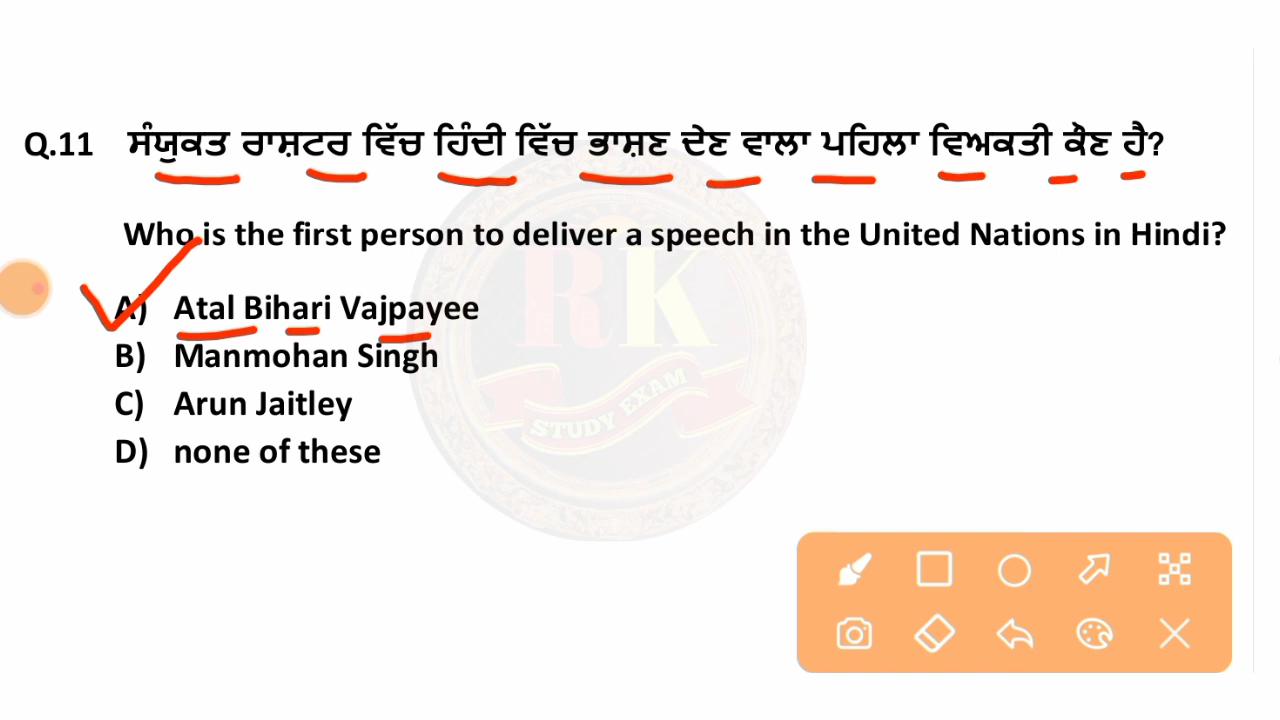 Q.11 ਸੰਯੁਕਤ ਰਾਸ਼ਟਰ ਵਿੱਚ ਹਿੰਦੀ ਵਿੱਚ ਭਾਸ਼ਣ ਦੇਣ ਵਾਲਾ ਪਹਿਲਾ ਵਿਅਕਤੀ ਕੌਣ ਹੈ?
Who is the first person to deliver a speech in the United Nations in Hindi?
A) Atal Bihari Vajpayee
B) Manmohan Singh
C) Arun Jaitley
D) none of these
RK
STUDY EXAM